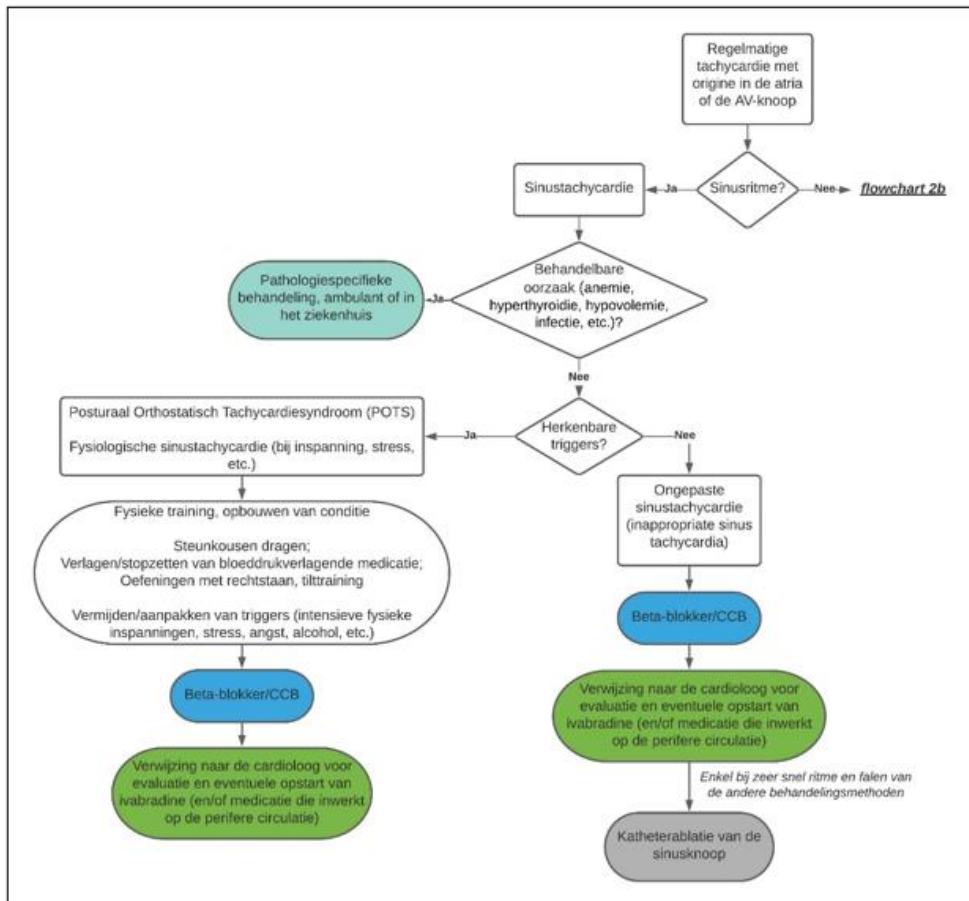 Regelmatige
tachycardie met
origine in de atria
of de AV-knoop
Sinustachycardie
Ja
Sinusritme?
Nee
flowchart 2b
Pathologiespecifieke
behandeling, ambulant of in
het ziekenhuis
Ja
Behandelbare
oorzaak (anemie,
hyperthyroidie, hypovolemie,
infectie, etc.)?
Nee
Posturaal Orthostatisch Tachycardiesyndroom (POTS)
Fysiologische sinustachycardie (bij inspanning, stress,
etc.)
Ja
Herkenbare
triggers?
Nee
Fysieke training, opbouwen van conditie
Steunkousen dragen;
Verlagen/stopzetten van bloeddrukverlagende medicatie;
Oefeningen met rechtstaan, tilttraining
Vermijden/aanpakken van triggers (intensieve fysieke
inspanningen, stress, angst, alcohol, etc.)
Ongepaste
sinustachycardie
(inappropriate sinus
tachycardia)
Beta-blokker/CCB
Beta-blokker/CCB
Verwijzing naar de cardioloog voor
evaluatie en eventuele opstart van
ivabradine (en/of medicatie die inwerkt
op de perifere circulatie)
Verwijzing naar de cardioloog voor
evaluatie en eventuele opstart van
ivabradine (en/of medicatie die inwerkt
op de perifere circulatie)
Enkel bij zeer snel ritme en falen van
de andere behandelingsmethoden
Katheterablatie van de
sinusknoop